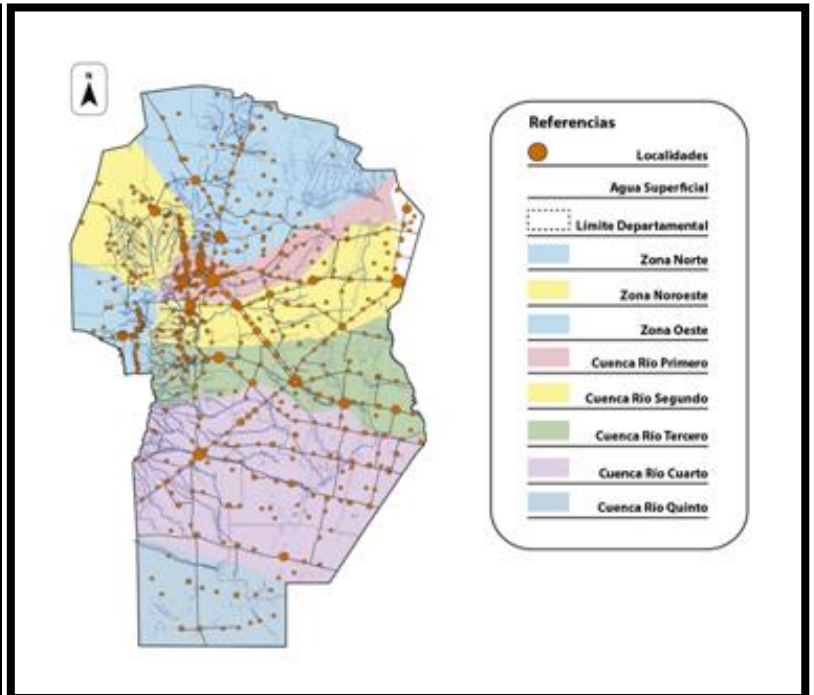 N
Referencias
Localidades
Agua Superficial
Límite Departamental
Zona Norte
Zona Noroeste
Zona Oeste
Cuenca Río Primero
Cuenca Río Segundo
Cuenca Río Tercero
Cuenca Río Cuarto
Cuenca Río Quinto